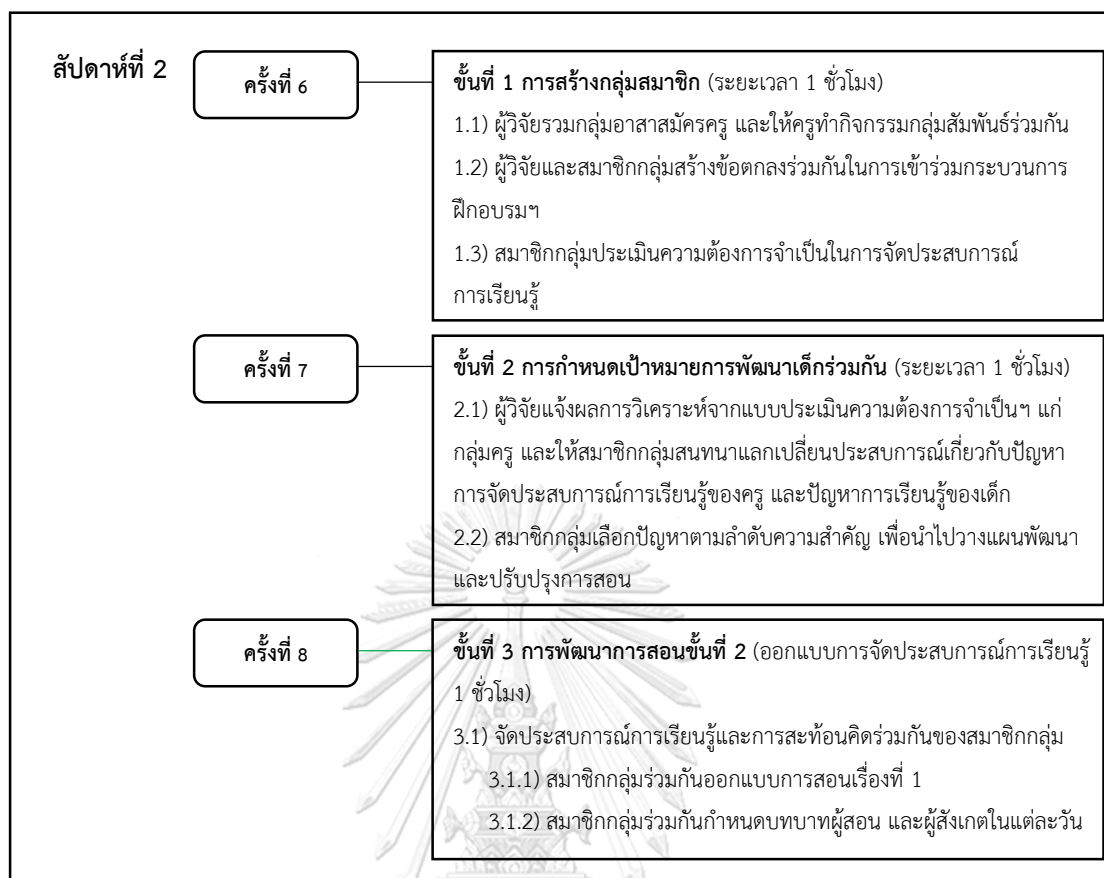 สัปดาห์ที่ 2
ครั้งที่ 6
ขั้นที่ 1 การสร้างกลุ่มสมาชิก (ระยะเวลา 1 ชั่วโมง)
1.1) ผู้วิจัยรวมกลุ่มอาสาสมัครครู และให้ครูทำกิจกรรมกลุ่มสัมพันธ์ร่วมกัน
1.2) ผู้วิจัยและสมาชิกกลุ่มสร้างข้อตกลงร่วมกันในการเข้าร่วมกระบวนการ
ฝึกอบรมฯ
1.3) สมาชิกกลุ่มประเมินความต้องการจำเป็นในการจัดประสบการณ์
การเรียนรู้
ครั้งที่ 7
ขั้นที่ 2 การกำหนดเป้าหมายการพัฒนาเด็กร่วมกัน (ระยะเวลา 1 ชั่วโมง)
2.1) ผู้วิจัยแจ้งผลการวิเคราะห์จากแบบประเมินความต้องการจำเป็นฯ แก่
กลุ่มครู และให้สมาชิกกลุ่มสนทนาแลกเปลี่ยนประสบการณ์เกี่ยวกับปัญหา
การจัดประสบการณ์การเรียนรู้ของครู และปัญหาการเรียนรู้ของเด็ก
2.2) สมาชิกกลุ่มเลือกปัญหาตามลำดับความสำคัญ เพื่อนำไปวางแผนพัฒนา
และปรับปรุงการสอน
ครั้งที่ 8
ขั้นที่ 3 การพัฒนาการสอนขั้นที่ 2 (ออกแบบการจัดประสบการณ์การเรียนรู้
1 ชั่วโมง)
3.1) จัดประสบการณ์การเรียนรู้และการสะท้อนคิดร่วมกันของสมาชิกกลุ่ม
3.1.1) สมาชิกกลุ่มร่วมกันออกแบบการสอนเรื่องที่ 1
3.1.2) สมาชิกกลุ่มร่วมกันกำหนดบทบาทผู้สอน และผู้สังเกตในแต่ละวัน